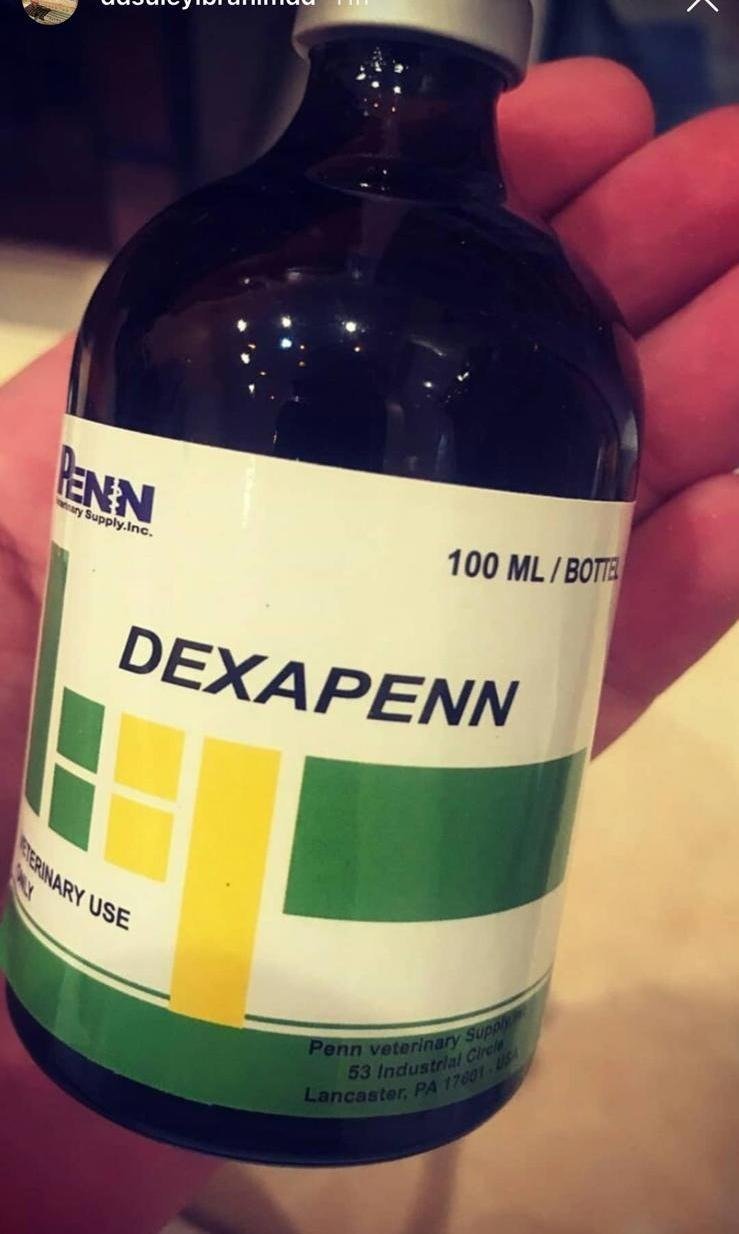 PENN
Supply.Inc.
100 ML / BOTTEL
DEXAPENN
VETERINARY USE
ONLY
Penn veterinary Supply
53 Industrial Circle
Lancaster, PA 17601 - USA